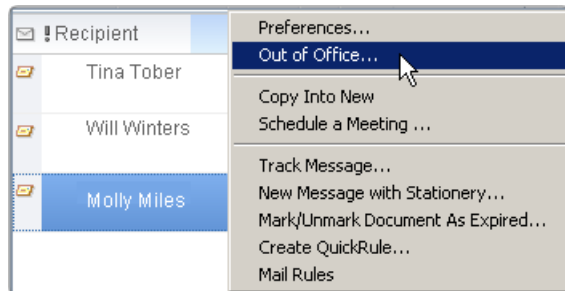 ! Recipient
Tina Tober
Will Winters
Molly Miles
Preferences...
Out of Office...
Copy Into New
Schedule a Meeting ...
Track Message...
New Message with Stationery...
Mark/Unmark Document As Expired...
Create QuickRule...
Mail Rules